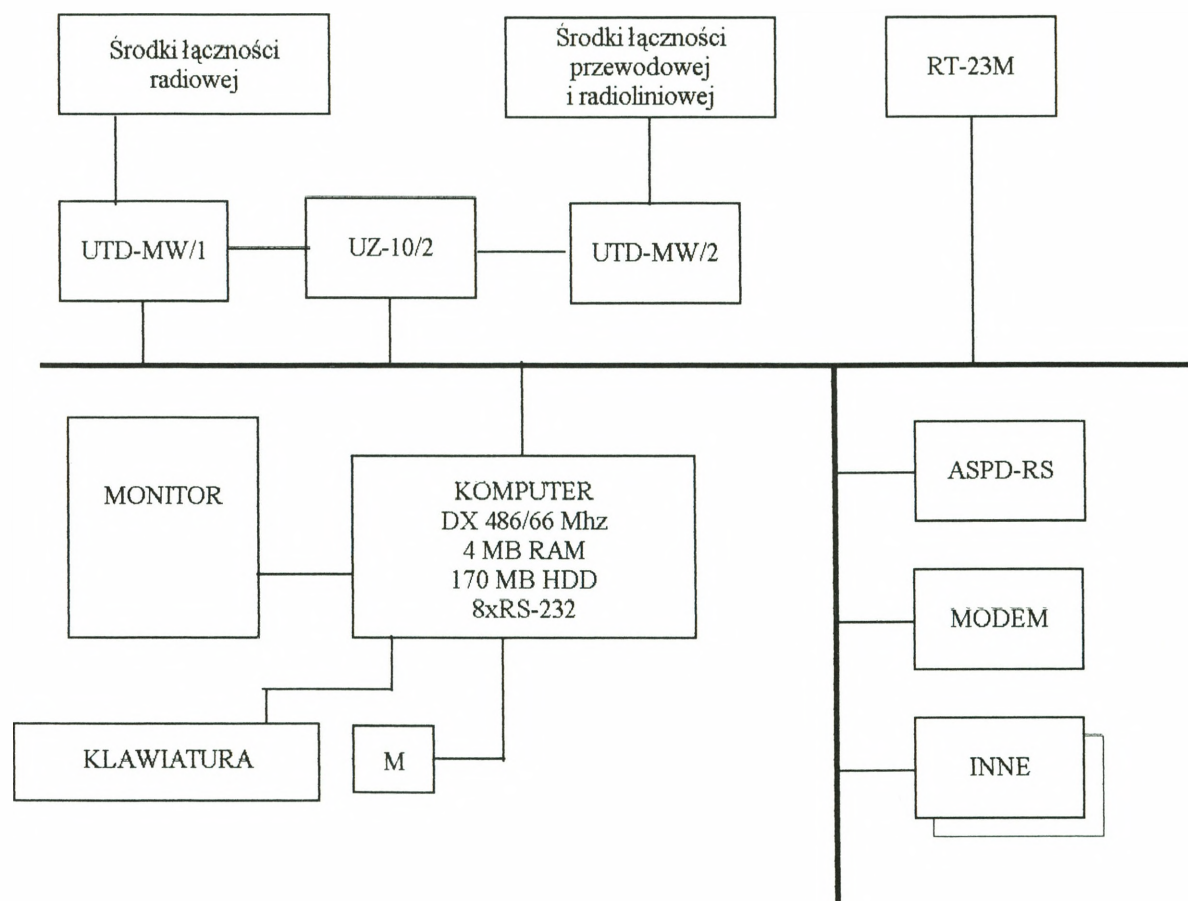 Środki łączności
radiowej
Środki łączności
przewodowej
i radioliniowej
RT-23M
UTD-MW/1
UZ-10/2
UTD-MW/2
MONITOR
KOMPUTER
DX 486/66 Mhz
4 MB RAM
170 MB HDD
8xRS-232
ASPD-RS
MODEM
KLAWIATURA
M
INNE